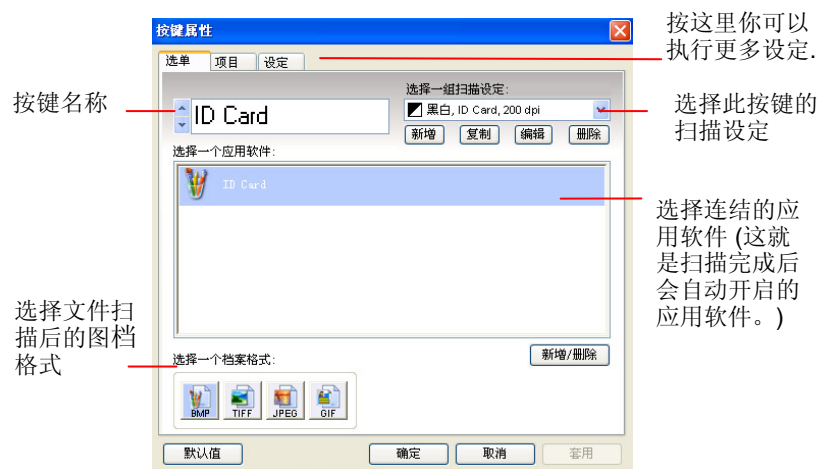 按键属性
按这里你可以
执行更多设定.
选单 项目 设定
选择一组扫描设定:
按键名称
ID Card
黑白, ID Card, 200 dpi
选择此按键的
扫描设定
新增 复制 编辑 删除
选择一个应用软件:
ID Card
选择连结的应
用软件 (这就
是扫描完成后
会自动开启的
应用软件。)
选择文件扫
描后的图档
格式
新增/删除
选择一个档案格式:
BMP TIFF JPEG GIF
默认值 确定 取消 套用